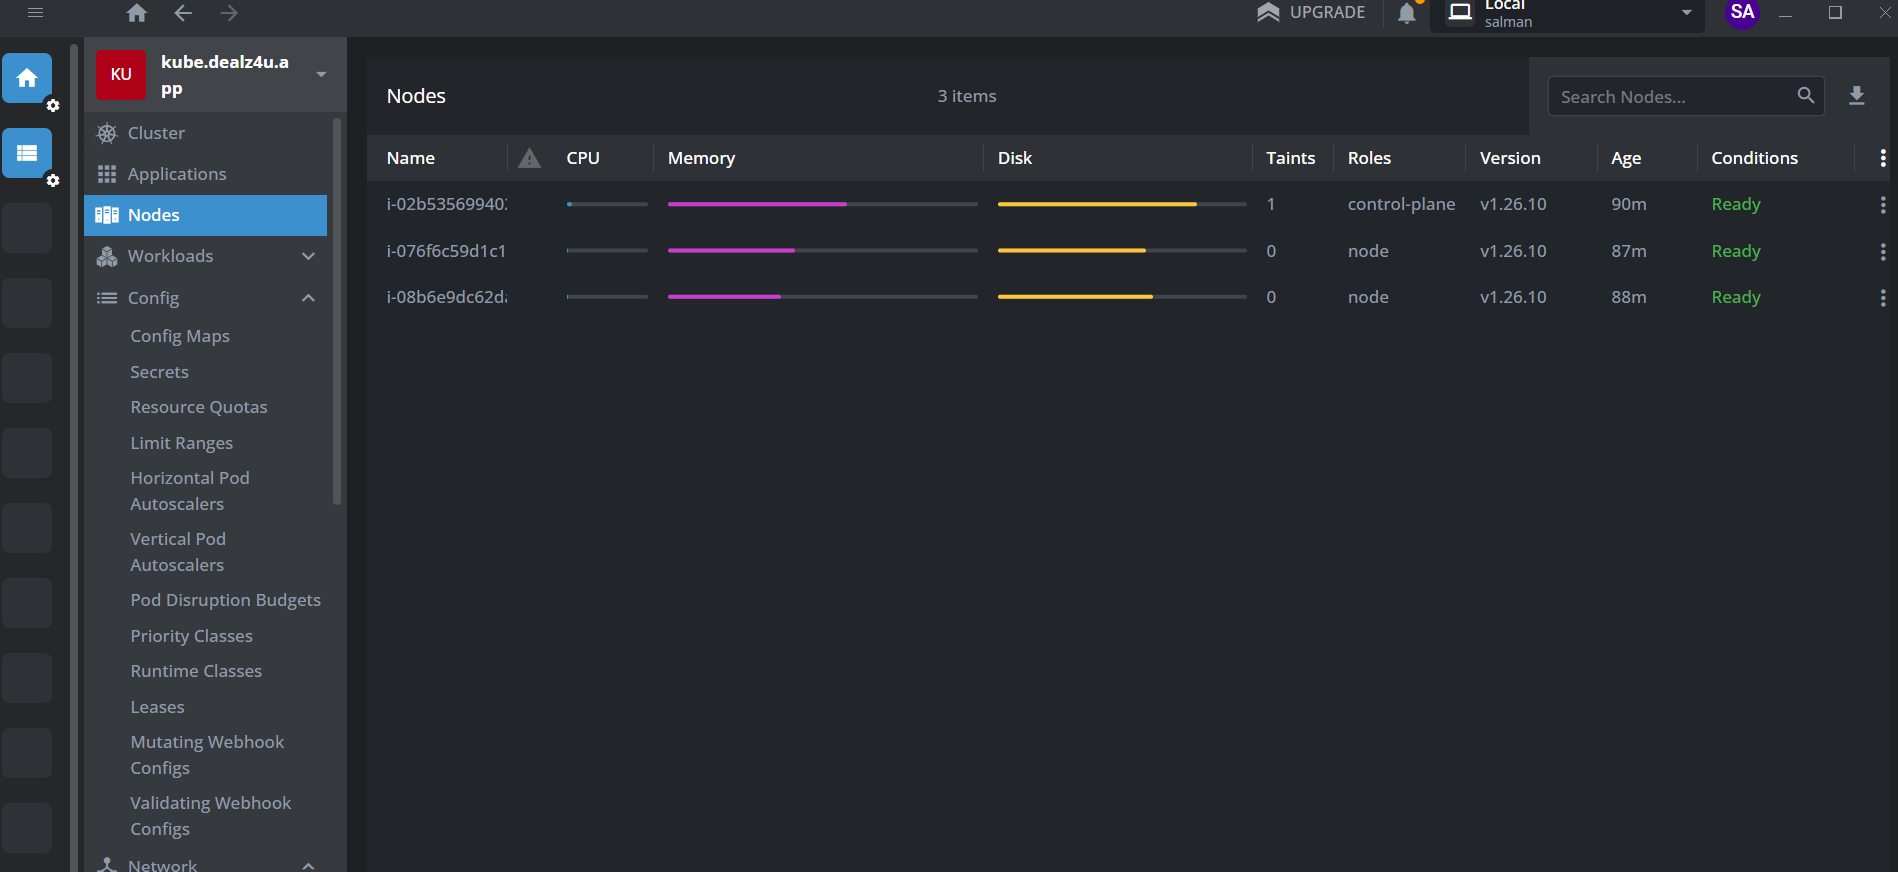 UPGRADE
Local
salman
SA
KU
kube.dealz4u.a
pp
Cluster
Applications
Nodes
Workloads
Config
Config Maps
Secrets
Resource Quotas
Limit Ranges
Horizontal Pod
Autoscalers
Vertical Pod
Autoscalers
Pod Disruption Budgets
Priority Classes
Runtime Classes
Leases
Mutating Webhook
Configs
Validating Webhook
Configs
Network
Nodes 3 items Search Nodes...
Name CPU Memory Disk Taints Roles Version Age Conditions
i-02b535699402 1 control-plane v1.26.10 90m Ready
i-076f6c59d1c1 0 node v1.26.10 87m Ready
i-08b6e9dc62da 0 node v1.26.10 88m Ready